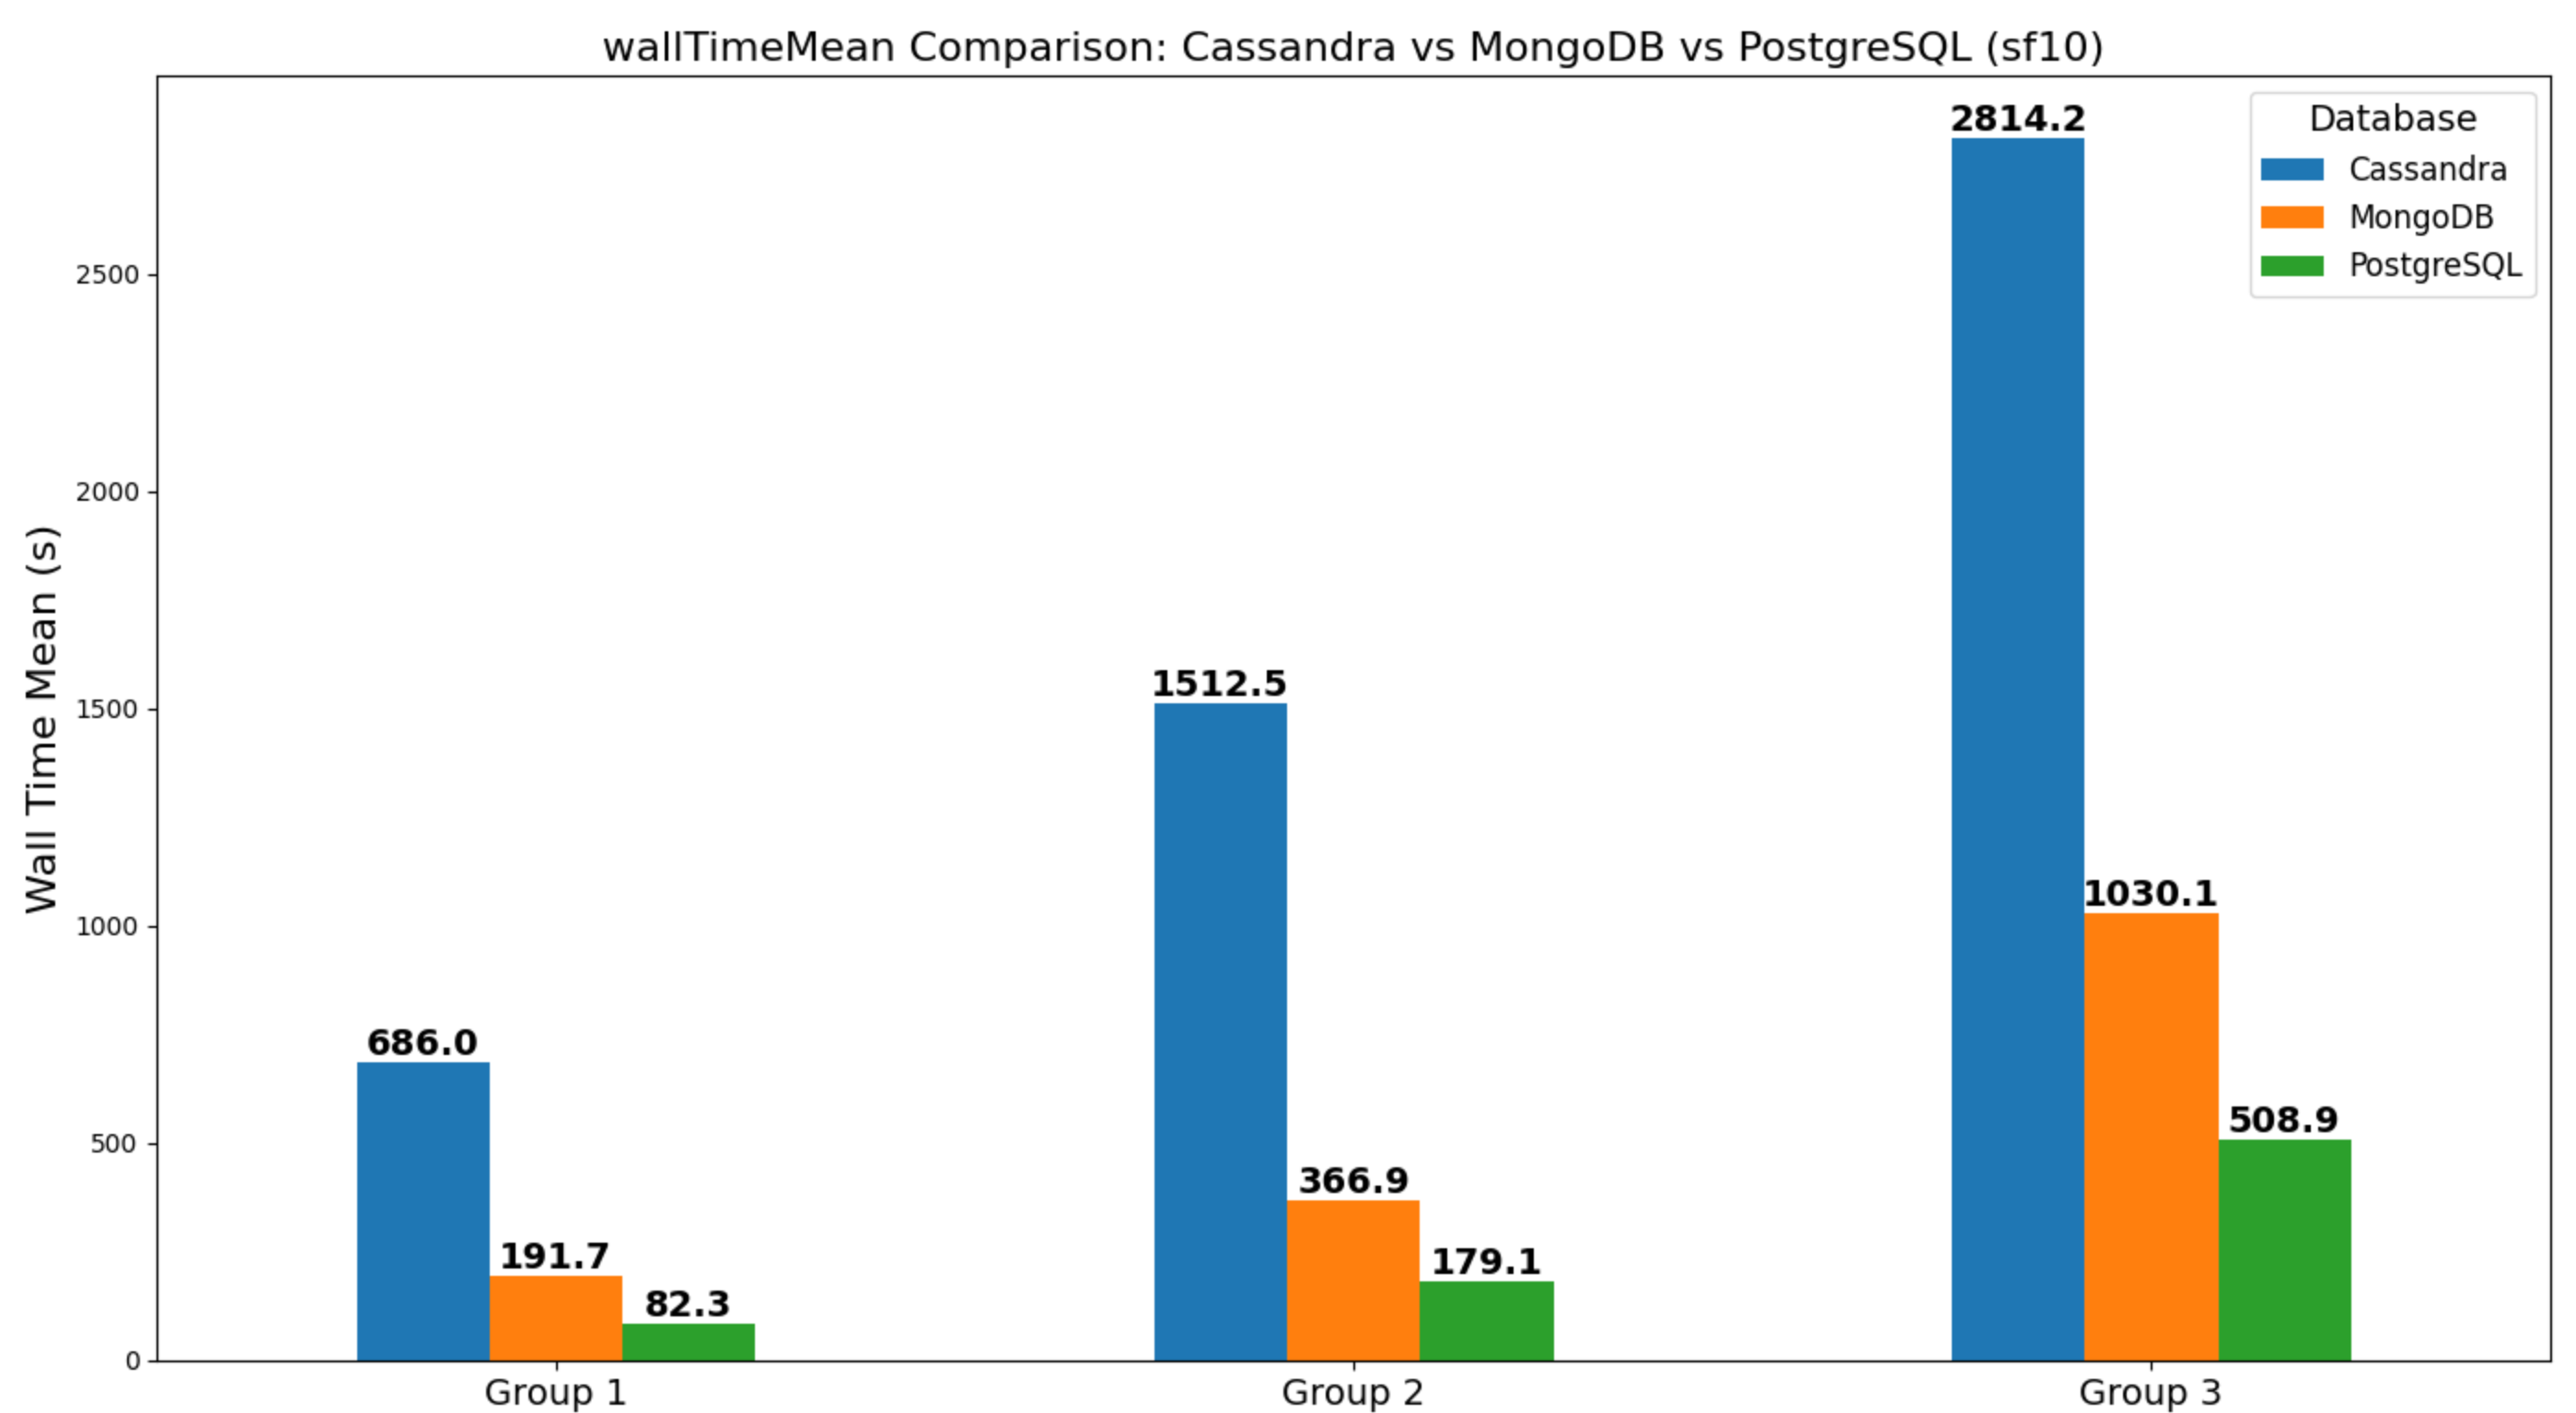 wallTimeMean Comparison: Cassandra vs MongoDB vs PostgreSQL (sf10)
Database
Cassandra
MongoDB
PostgreSQL
Wall Time Mean (s)
2500
2000
1500
1000
500
0
686.0
191.7
82.3
1512.5
366.9
179.1
2814.2
1030.1
508.9
Group 1
Group 2
Group 3